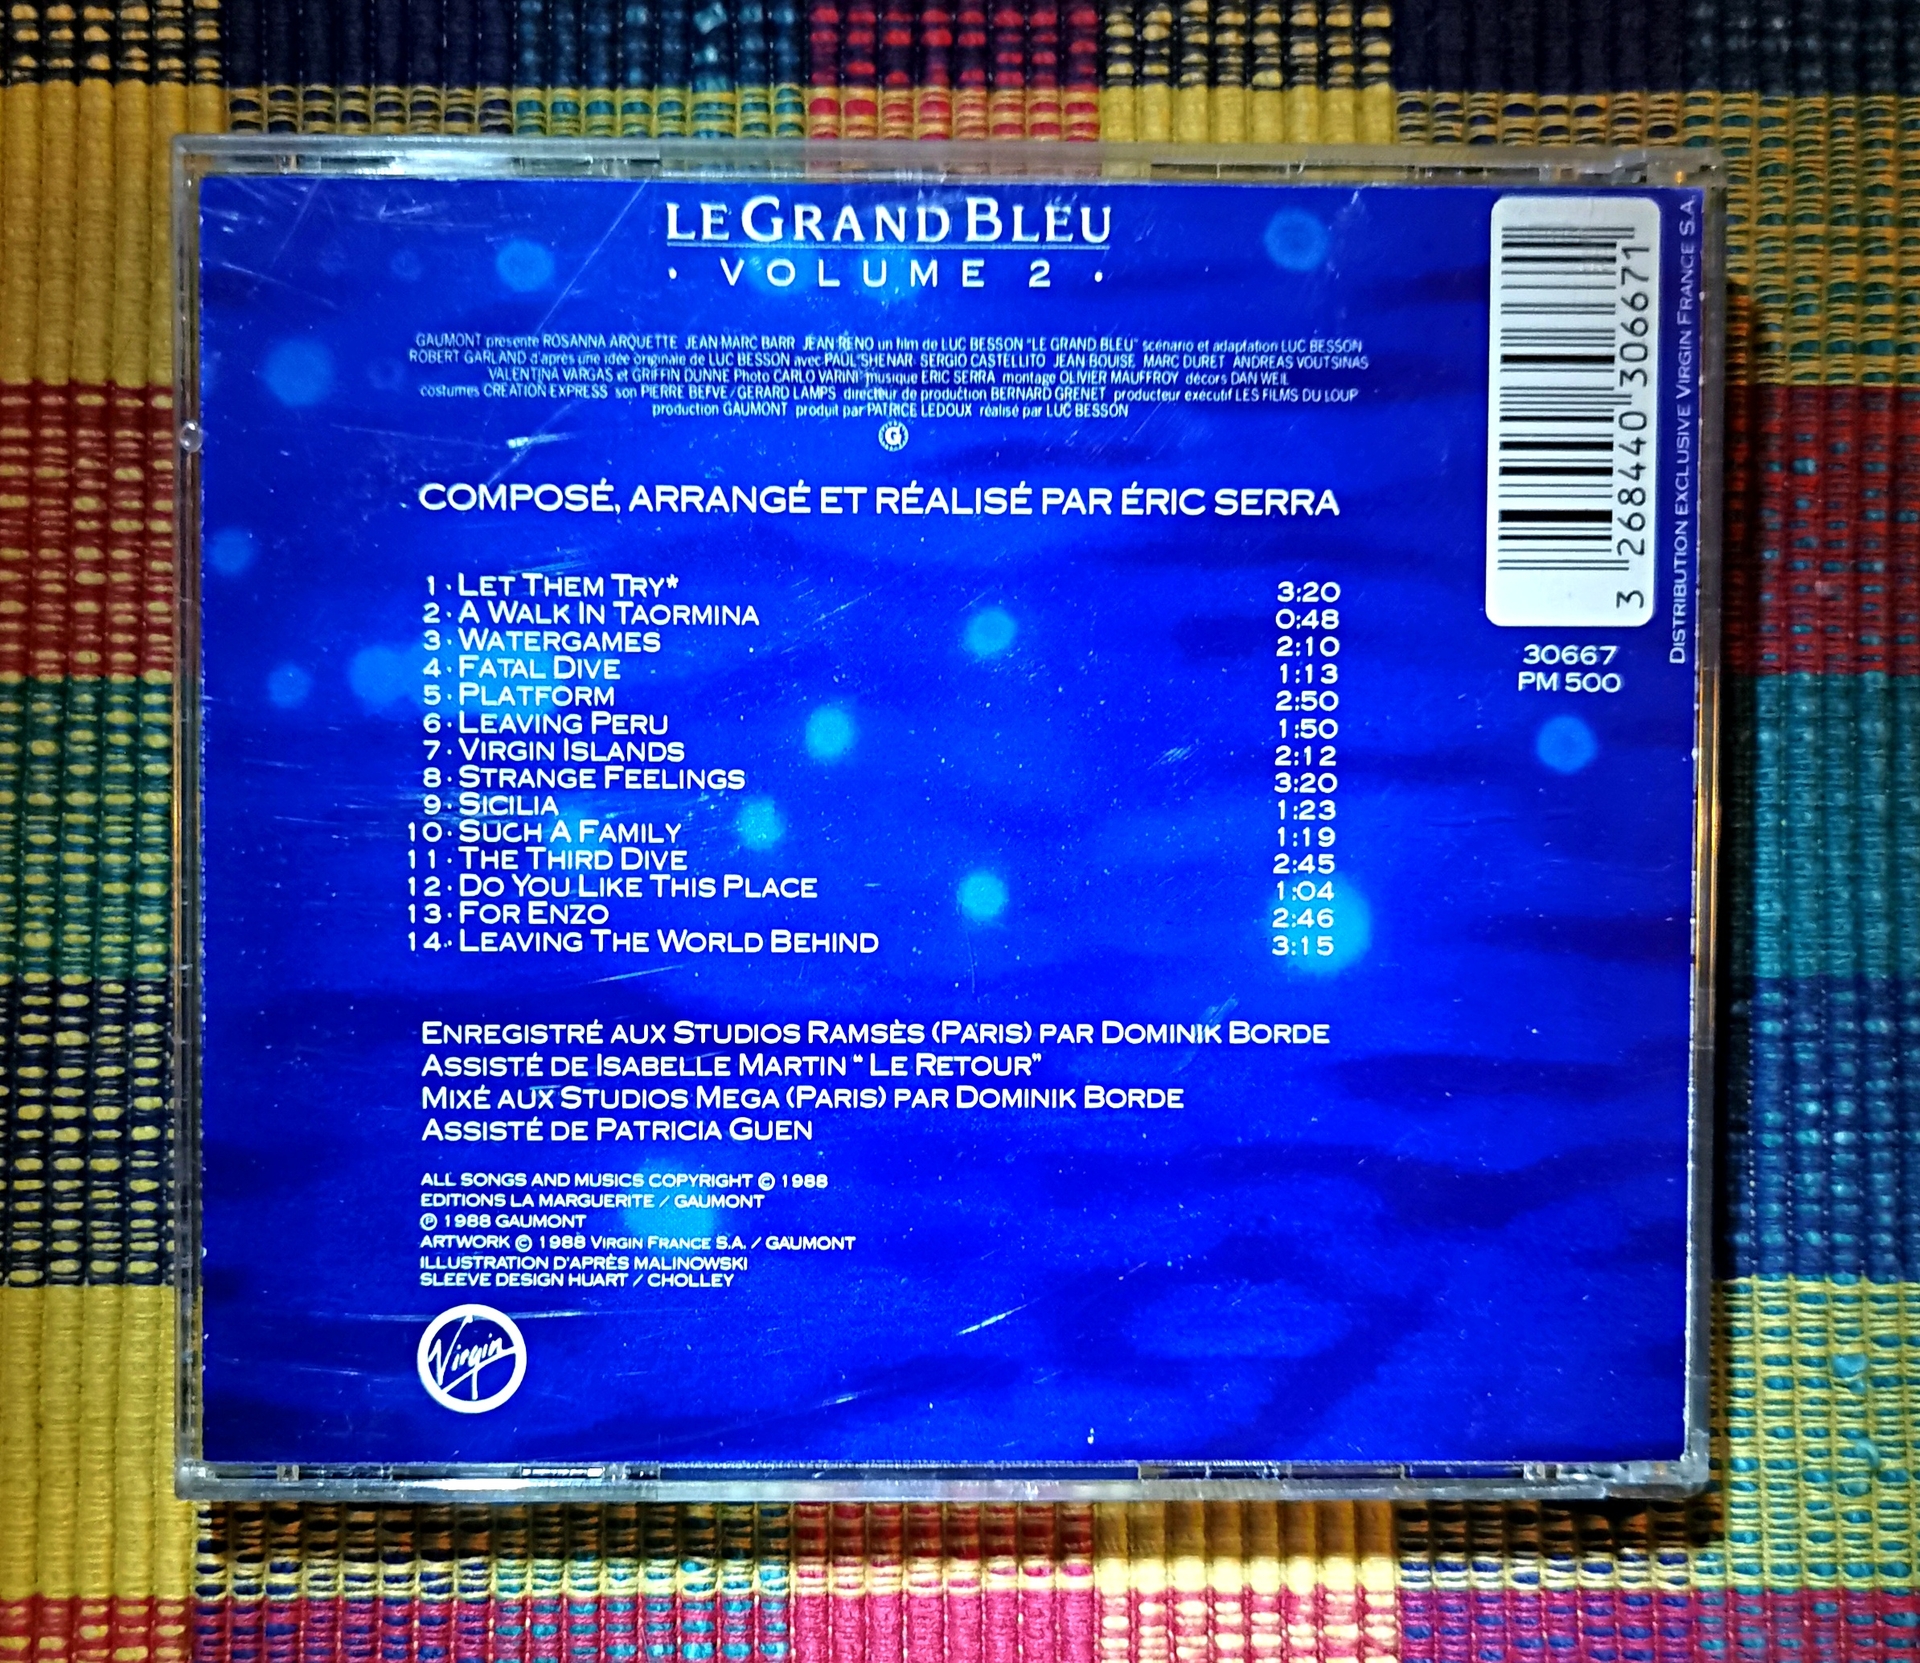 LE GRAND BLEU
· VOLUME 2 ·
GAUMONT présente ROSANNA ARQUETTE JEAN MARC BARR JEAN RENO un film de LUC BESSON "LE GRAND BLEU" scénario et adaptation LUC BESSON
ROBERT GARLAND d'après une idée originale de LUC BESSON avec PAUL SHENAR SERGIO CASTELLITO JEAN BOUISE MARC DURET ANDREAS VOUTSINAS
VALENTINA VARGAS et GRIFFIN DUNNE Photo CARLO VARINI musique ERIC SERRA montage OLIVIER MAUFFROY décors DAN WEIL
costumes CREATION EXPRESS son PIERRE BEFVE / GERARD LAMPS directeur de production BERNARD GRENET producteur exécutif LES FILMS DU LOUP
production GAUMONT produit par PATRICE LEDOUX réalisé par LUC BESSON
G
COMPOSÉ, ARRANGÉ ET RÉALISÉ PAR ÉRIC SERRA
1 · LET THEM TRY* 3:20
2 · A WALK IN TAORMINA 0:48
3 · WATERGAMES 2:10
4 · FATAL DIVE 1:13
5 · PLATFORM 2:50
6 · LEAVING PERU 1:50
7 · VIRGIN ISLANDS 2:12
8 · STRANGE FEELINGS 3:20
9 · SICILIA 1:23
10 · SUCH A FAMILY 1:19
11 · THE THIRD DIVE 2:45
12 · DO YOU LIKE THIS PLACE 1:04
13 · FOR ENZO 2:46
14 · LEAVING THE WORLD BEHIND 3:15
ENREGISTRÉ AUX STUDIOS RAMSÈS (PARIS) PAR DOMINIK BORDE
ASSISTÉ DE ISABELLE MARTIN "LE RETOUR"
MIXÉ AUX STUDIOS MEGA (PARIS) PAR DOMINIK BORDE
ASSISTÉ DE PATRICIA GUEN
ALL SONGS AND MUSICS COPYRIGHT © 1988
EDITIONS LA MARGUERITE / GAUMONT
℗ 1988 GAUMONT
ARTWORK © 1988 VIRGIN FRANCE S.A. / GAUMONT
ILLUSTRATION D'APRÈS MALINOWSKI
SLEEVE DESIGN HUART / CHOLLEY
Virgin
3 268440 306671
30667
PM 500
DISTRIBUTION EXCLUSIVE VIRGIN FRANCE S.A.